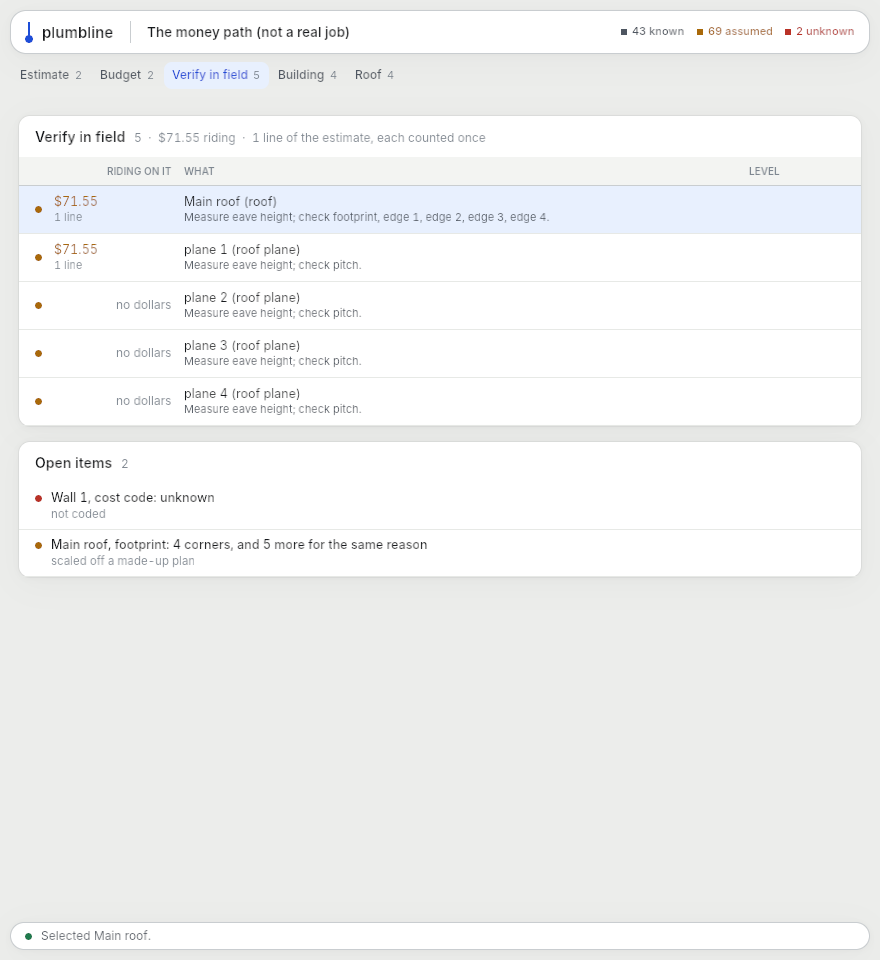 plumbline
The money path (not a real job)
43 known
69 assumed
2 unknown
Estimate 2
Budget 2
Verify in field 5
Building 4
Roof 4
Verify in field 5 · $71.55 riding · 1 line of the estimate, each counted once
RIDING ON IT
WHAT
LEVEL
$71.55
1 line
Main roof (roof)
Measure eave height; check footprint, edge 1, edge 2, edge 3, edge 4.
$71.55
1 line
plane 1 (roof plane)
Measure eave height; check pitch.
no dollars
plane 2 (roof plane)
Measure eave height; check pitch.
no dollars
plane 3 (roof plane)
Measure eave height; check pitch.
no dollars
plane 4 (roof plane)
Measure eave height; check pitch.
Open items 2
Wall 1, cost code: unknown
not coded
Main roof, footprint: 4 corners, and 5 more for the same reason
scaled off a made-up plan
Selected Main roof.